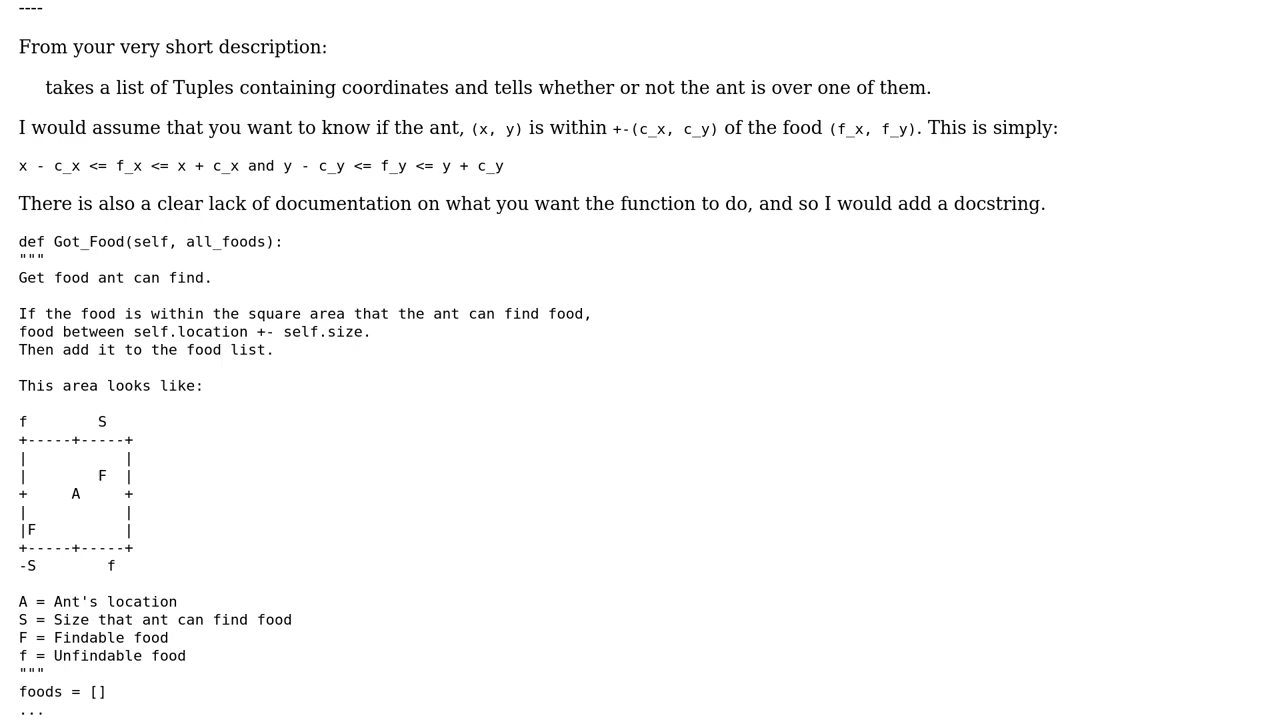 ----
From your very short description:
takes a list of Tuples containing coordinates and tells whether or not the ant is over one of them.
I would assume that you want to know if the ant, (x, y) is within +-(c_x, c_y) of the food (f_x, f_y). This is simply:
x - c_x <= f_x <= x + c_x and y - c_y <= f_y <= y + c_y
There is also a clear lack of documentation on what you want the function to do, and so I would add a docstring.
def Got_Food(self, all_foods):
"""
Get food ant can find.

If the food is within the square area that the ant can find food,
food between self.location +- self.size.
Then add it to the food list.

This area looks like:

f        S
+-----+-----+
|           |
|        F  |
+     A     +
|           |
|F          |
+-----+-----+
-S        f

A = Ant's location
S = Size that ant can find food
F = Findable food
f = Unfindable food
"""
foods = []
...